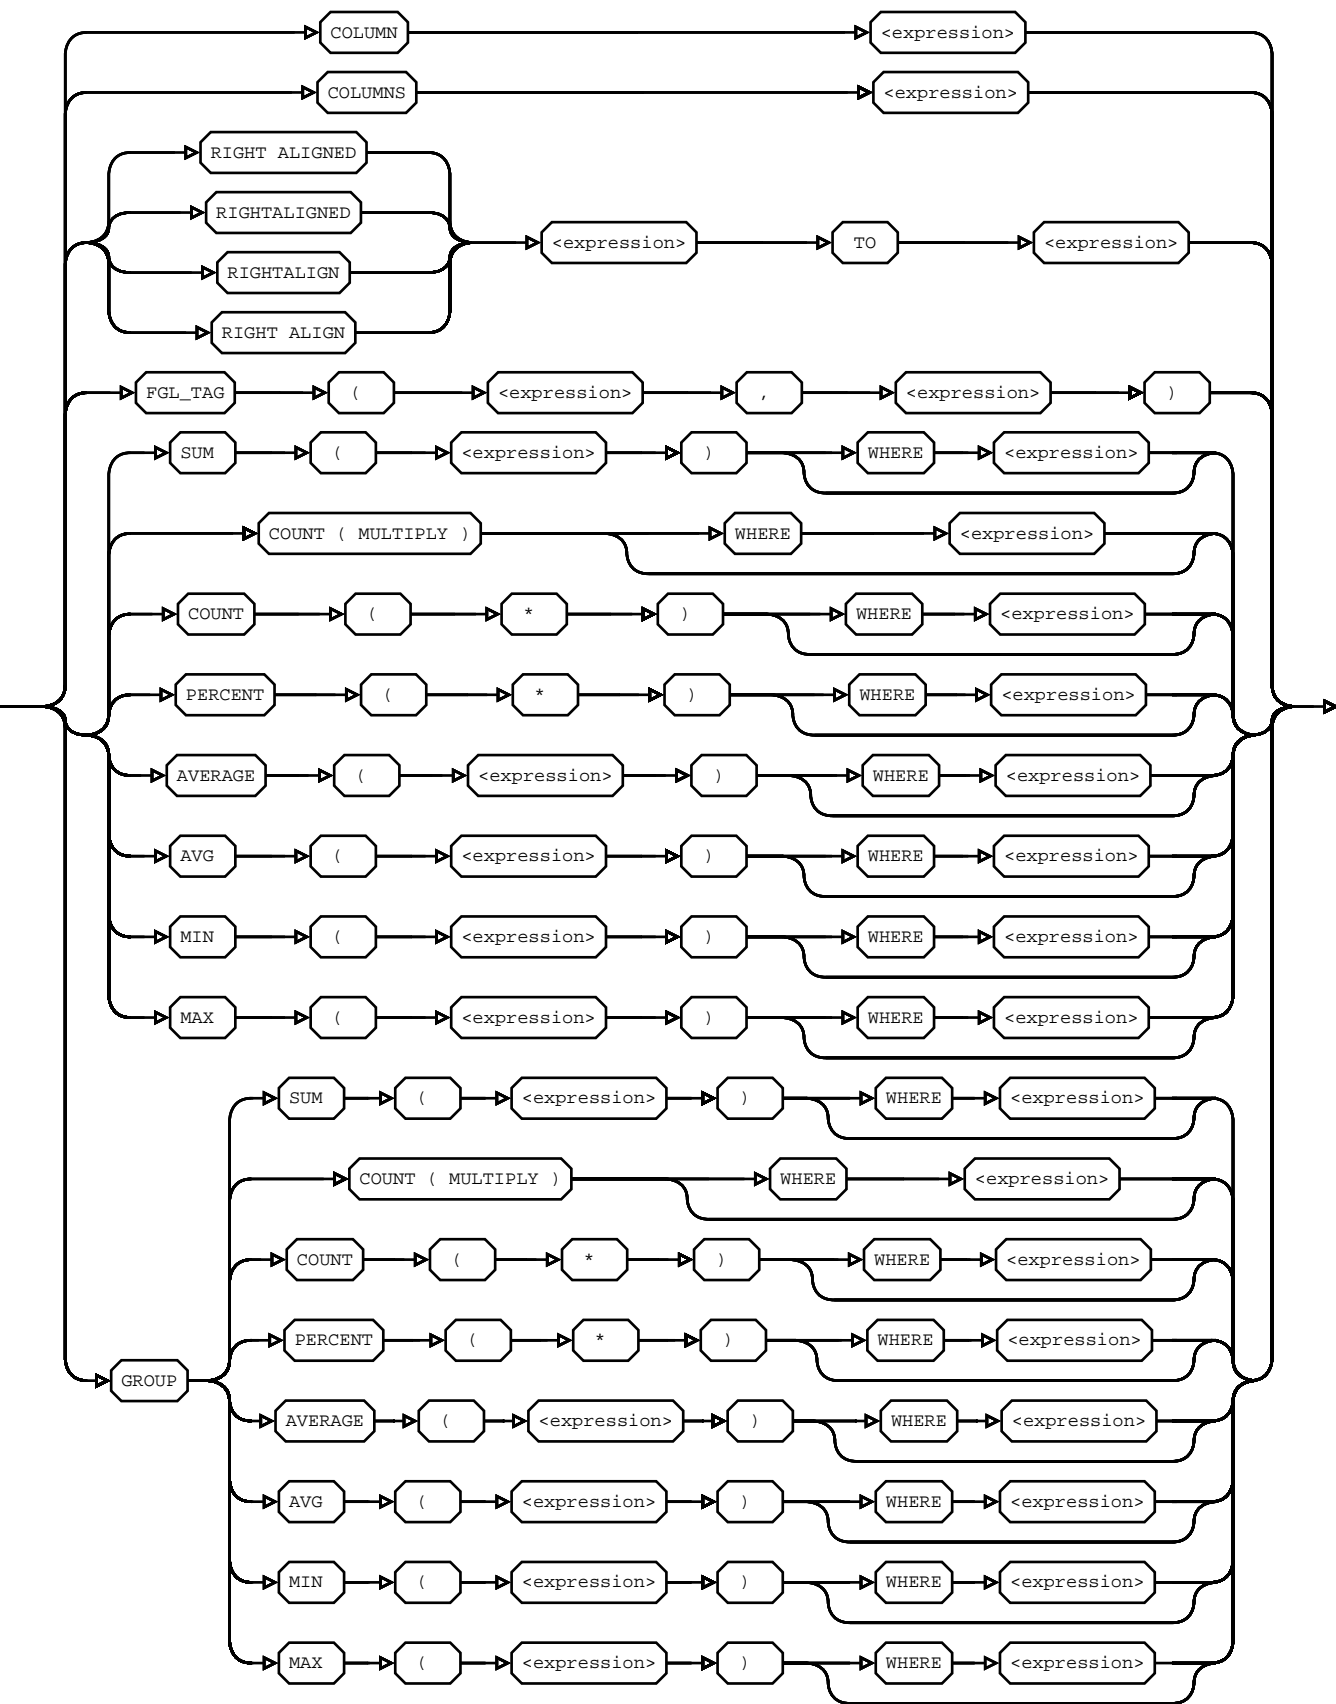 COLUMN <expression>
COLUMNS <expression>
RIGHT ALIGNED
RIGHTALIGNED
<expression> TO <expression>
RIGHTALIGN
RIGHT ALIGN
FGL_TAG ( <expression> , <expression> )
SUM ( <expression> ) WHERE <expression>
COUNT ( MULTIPLY ) WHERE <expression>
COUNT ( * ) WHERE <expression>
PERCENT ( * ) WHERE <expression>
AVERAGE ( <expression> ) WHERE <expression>
AVG ( <expression> ) WHERE <expression>
MIN ( <expression> ) WHERE <expression>
MAX ( <expression> ) WHERE <expression>
SUM ( <expression> ) WHERE <expression>
COUNT ( MULTIPLY ) WHERE <expression>
COUNT ( * ) WHERE <expression>
PERCENT ( * ) WHERE <expression>
GROUP
AVERAGE ( <expression> ) WHERE <expression>
AVG ( <expression> ) WHERE <expression>
MIN ( <expression> ) WHERE <expression>
MAX ( <expression> ) WHERE <expression>